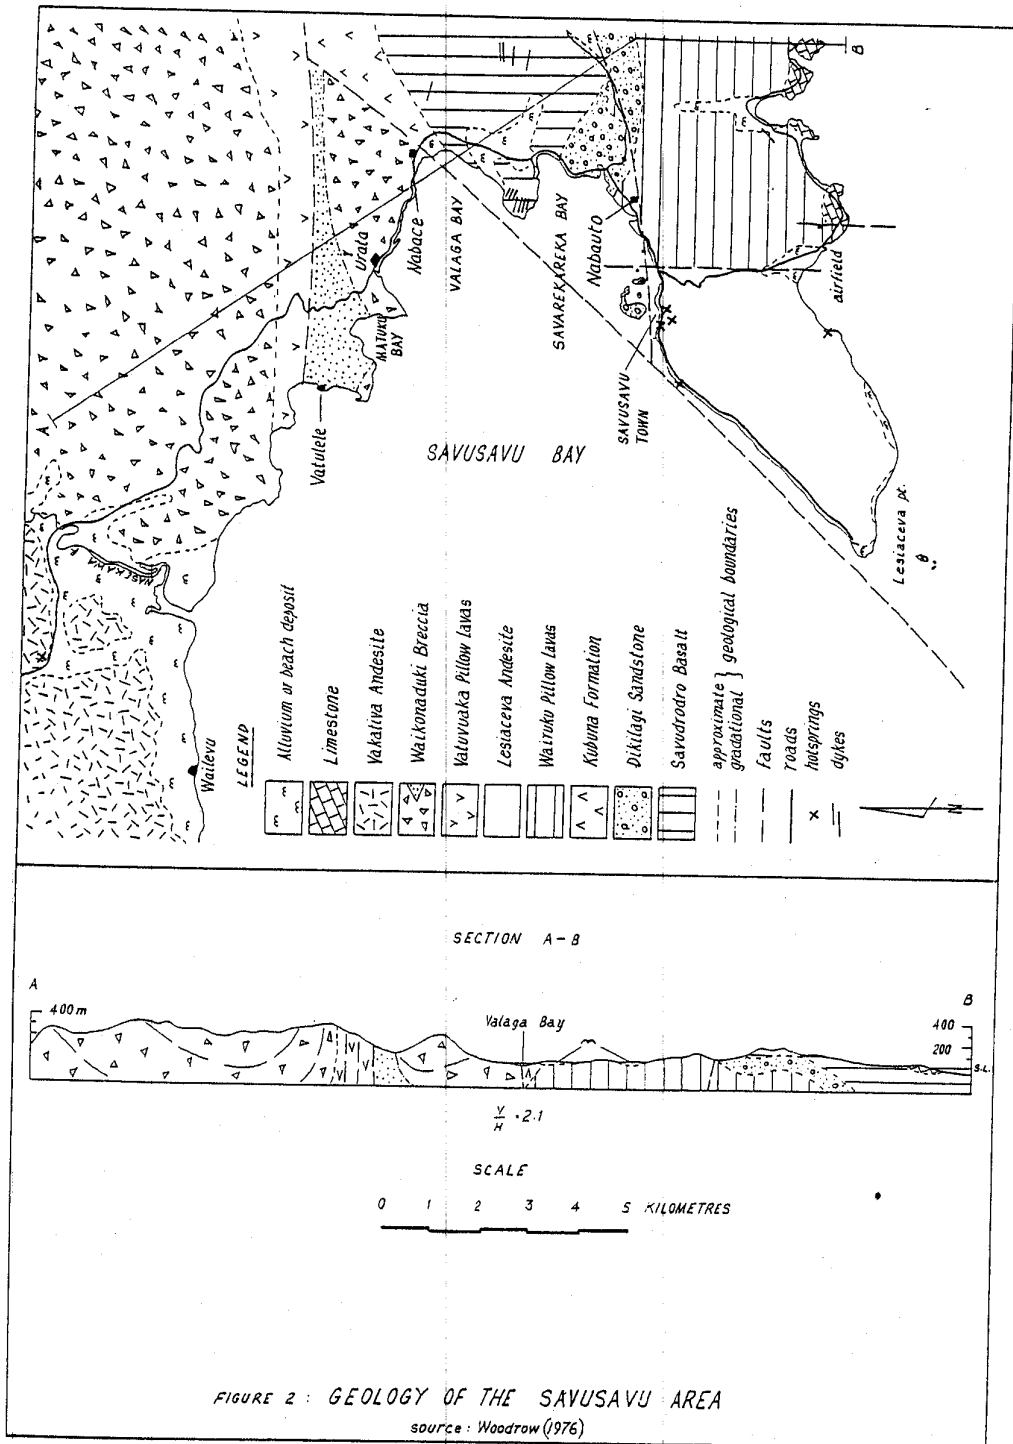 B
A
Urata
Nabace
VALAGA BAY
SAVAREKAREKA BAY
Nabauto
airfield
MATUKU
BAY
Vatulele
SAVUSAVU
TOWN
SAVUSAVU BAY
Lesiaceva pt.
Wailevu
LEGEND
Alluvium or beach deposit
Limestone
Vakativa Andesite
Waikonaduki Breccia
Vatuvuaka Pillow Lavas
Lesiaceva Andesite
Wairuku Pillow lavas
Kubuna Formation
Dikilagi Sandstone
Savudrodro Basalt
approximate } geological boundaries
gradational }
faults
roads
hotsprings
dykes
N
SECTION A-B
A
400m
Valaga Bay
B
400
200
S.L.
V/H = 2.1
SCALE
0 1 2 3 4 5 KILOMETRES
FIGURE 2 : GEOLOGY OF THE SAVUSAVU AREA
source : Woodrow (1976)